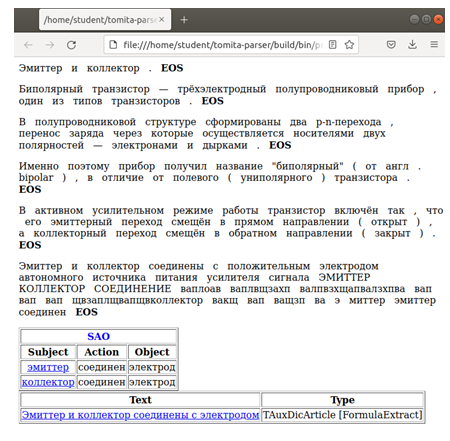 /home/student/tomita-parse
file:///home/student/tomita-parser/build/bin/p
Эмиттер и коллектор . EOS
Биполярный транзистор — трёхэлектродный полупроводниковый прибор ,
один из типов транзисторов . EOS
В полупроводниковой структуре сформированы два p-n-перехода ,
перенос заряда через которые осуществляется носителями двух
полярностей — электронами и дырками . EOS
Именно поэтому прибор получил название "биполярный" ( от англ .
bipolar ) , в отличие от полевого ( униполярного ) транзистора .
EOS
В активном усилительном режиме работы транзистор включён так , что
его эмиттерный переход смещён в прямом направлении ( открыт ) ,
а коллекторный переход смещён в обратном направлении ( закрыт ) .
EOS
Эмиттер и коллектор соединены с положительным электродом
автономного источника питания усилителя сигнала ЭМИТТЕР
КОЛЛЕКТОР СОЕДИНЕНИЕ ваплоав ваплвщзахп валпвзхщапвалзхпва вап
вап вап щвзаплщвапщвколлектор вакщ вап ващзп ва э миттер эмиттер
соединен EOS
SAO
Subject Action Object
эмиттер соединен электрод
коллектор соединен электрод
Text Type
Эмиттер и коллектор соединены с электродом TAuxDicArticle [FormulaExtract]